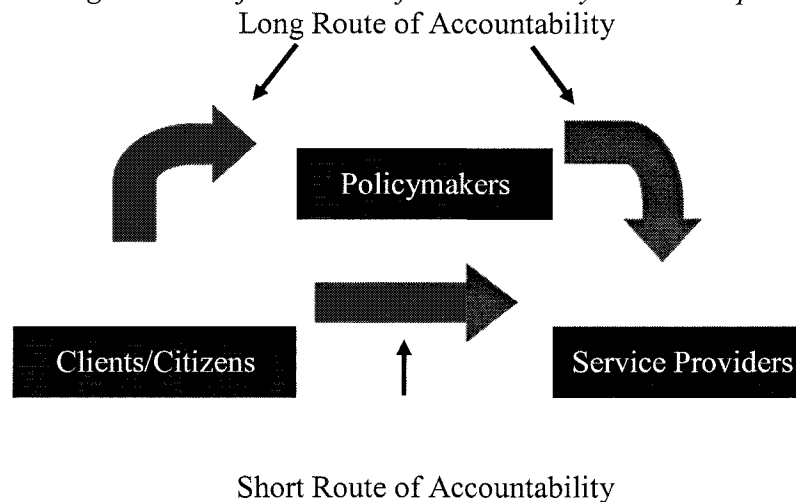 Long Route of Accountability
Policymakers
Clients/Citizens
Service Providers
Short Route of Accountability